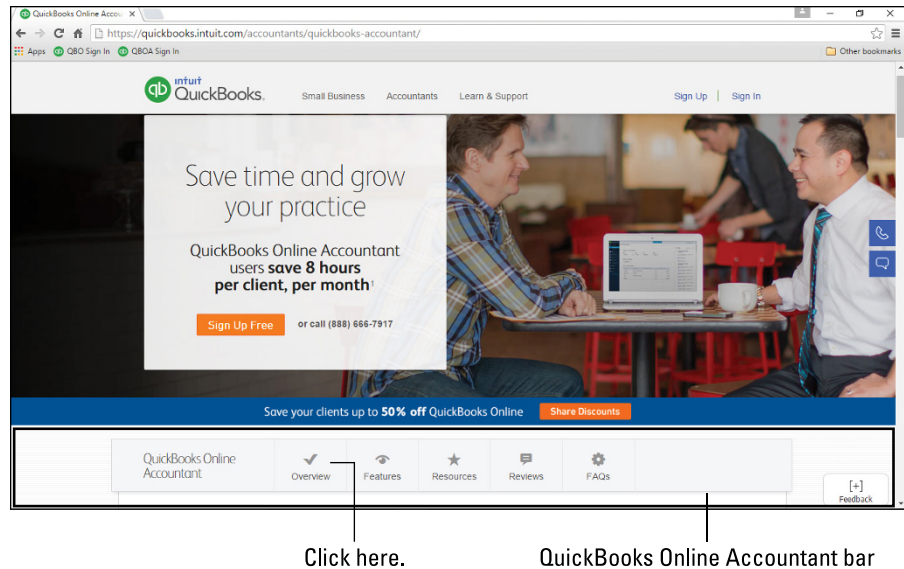 QuickBooks Online Accou
https://quickbooks.intuit.com/accountants/quickbooks-accountant/
Apps QBO Sign In QBOA Sign In Other bookmarks
qb intuit QuickBooks.
Small Business Accountants Learn & Support Sign Up Sign In
Save time and grow
your practice
QuickBooks Online Accountant
users save 8 hours
per client, per month¹
Sign Up Free or call (888) 666-7917
Save your clients up to 50% off QuickBooks Online Share Discounts
QuickBooks Online
Accountant
Overview Features Resources Reviews FAQs
[+]
Feedback
Click here. QuickBooks Online Accountant bar